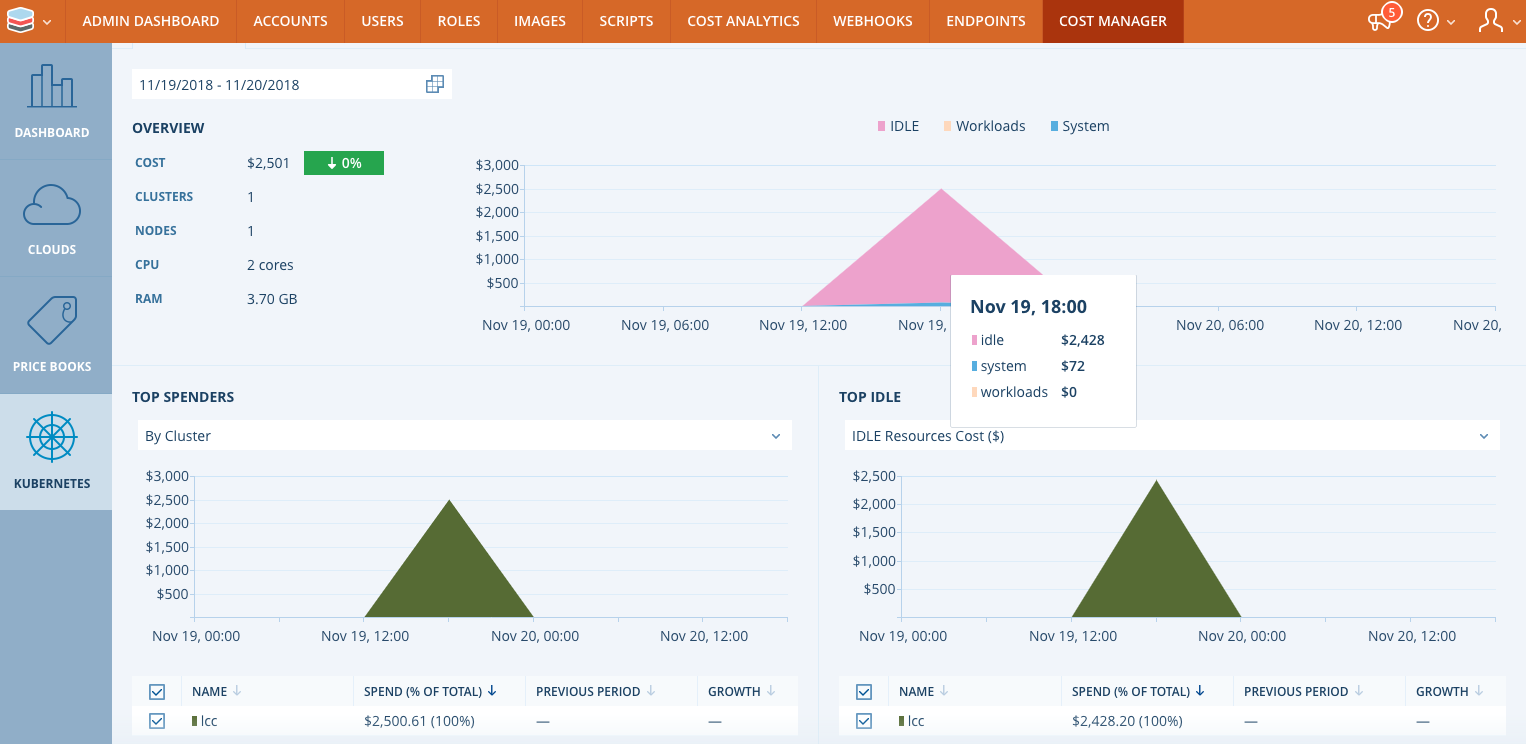 ADMIN DASHBOARD ACCOUNTS USERS ROLES IMAGES SCRIPTS COST ANALYTICS WEBHOOKS ENDPOINTS COST MANAGER 5 ?
DASHBOARD
CLOUDS
PRICE BOOKS
KUBERNETES
11/19/2018 - 11/20/2018
OVERVIEW
COST $2,501 0%
CLUSTERS 1
NODES 1
CPU 2 cores
RAM 3.70 GB
IDLE Workloads System
$3,000
$2,500
$2,000
$1,500
$1,000
$500
Nov 19, 00:00 Nov 19, 06:00 Nov 19, 12:00 Nov 19, Nov 20, 06:00 Nov 20, 12:00 Nov 20,
Nov 19, 18:00
idle $2,428
system $72
workloads $0
TOP SPENDERS
By Cluster
$3,000
$2,500
$2,000
$1,500
$1,000
$500
Nov 19, 00:00 Nov 19, 12:00 Nov 20, 00:00 Nov 20, 12:00
NAME SPEND (% OF TOTAL) PREVIOUS PERIOD GROWTH
lcc $2,500.61 (100%) — —
TOP IDLE
IDLE Resources Cost ($)
$2,500
$2,000
$1,500
$1,000
$500
Nov 19, 00:00 Nov 19, 12:00 Nov 20, 00:00 Nov 20, 12:00
NAME SPEND (% OF TOTAL) PREVIOUS PERIOD GROWTH
lcc $2,428.20 (100%) — —